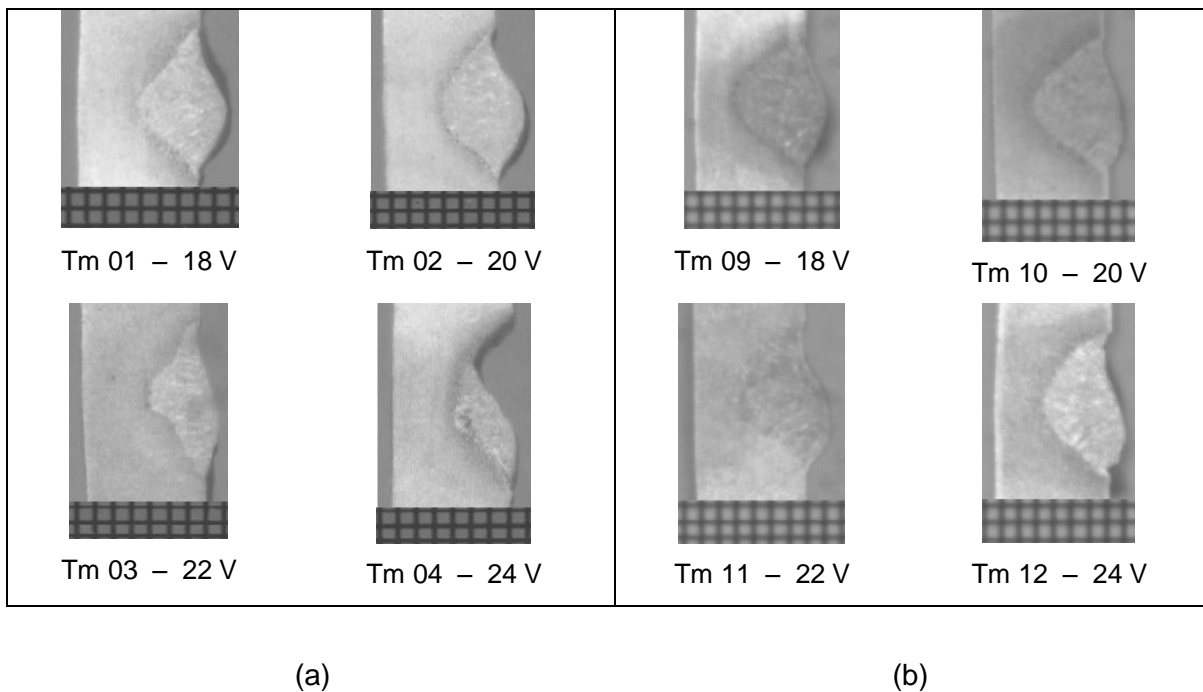 Tm 01 – 18 V
Tm 02 – 20 V
Tm 03 – 22 V
Tm 04 – 24 V
Tm 09 – 18 V
Tm 10 – 20 V
Tm 11 – 22 V
Tm 12 – 24 V
(a)
(b)